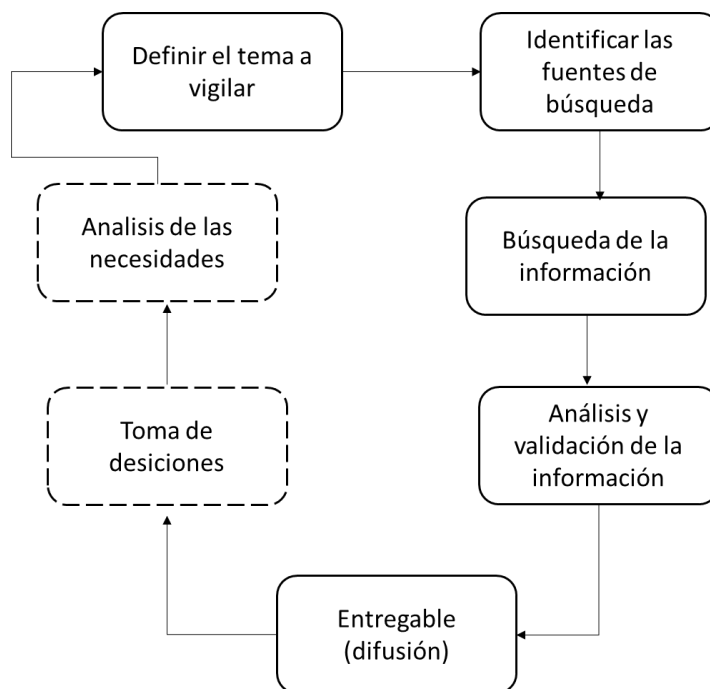 Definir el tema a
vigilar
Identificar las
fuentes de
búsqueda
Búsqueda de la
información
Análisis y
validación de la
información
Entregable
(difusión)
Toma de
desiciones
Analisis de las
necesidades